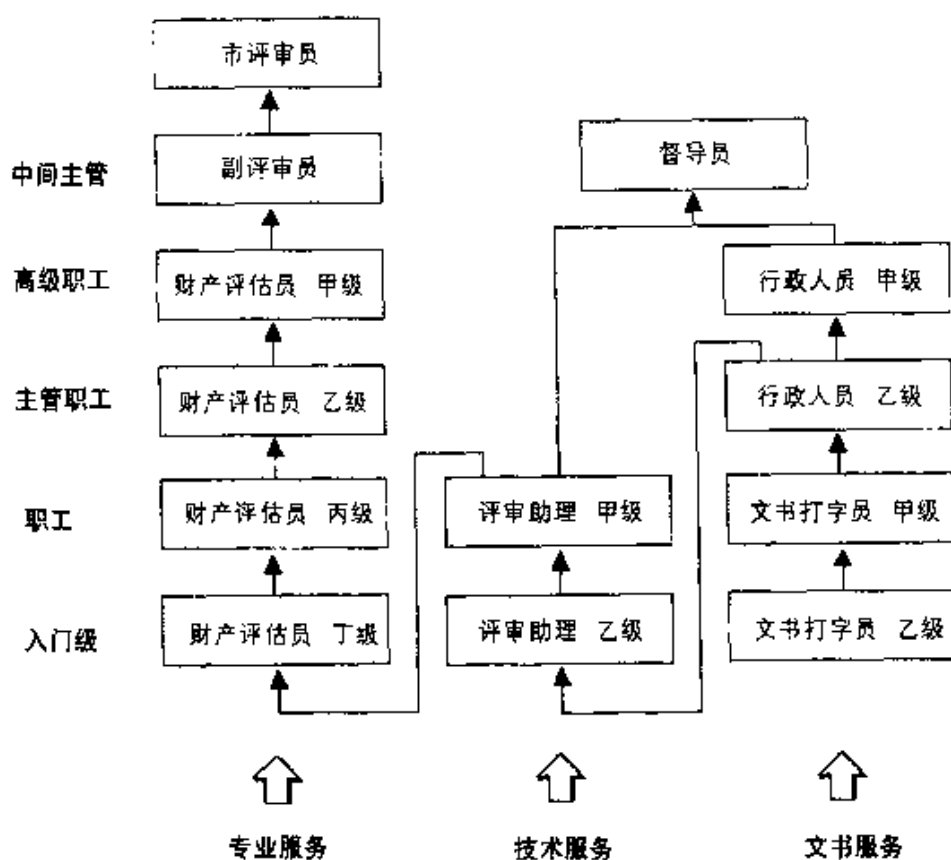 市评审员
中间主管 副评审员 督导员
高级职工 财产评估员 甲级 行政人员 甲级
主管职工 财产评估员 乙级 行政人员 乙级
职工 财产评估员 丙级 评审助理 甲级 文书打字员 甲级
入门级 财产评估员 丁级 评审助理 乙级 文书打字员 乙级
专业服务 技术服务 文书服务